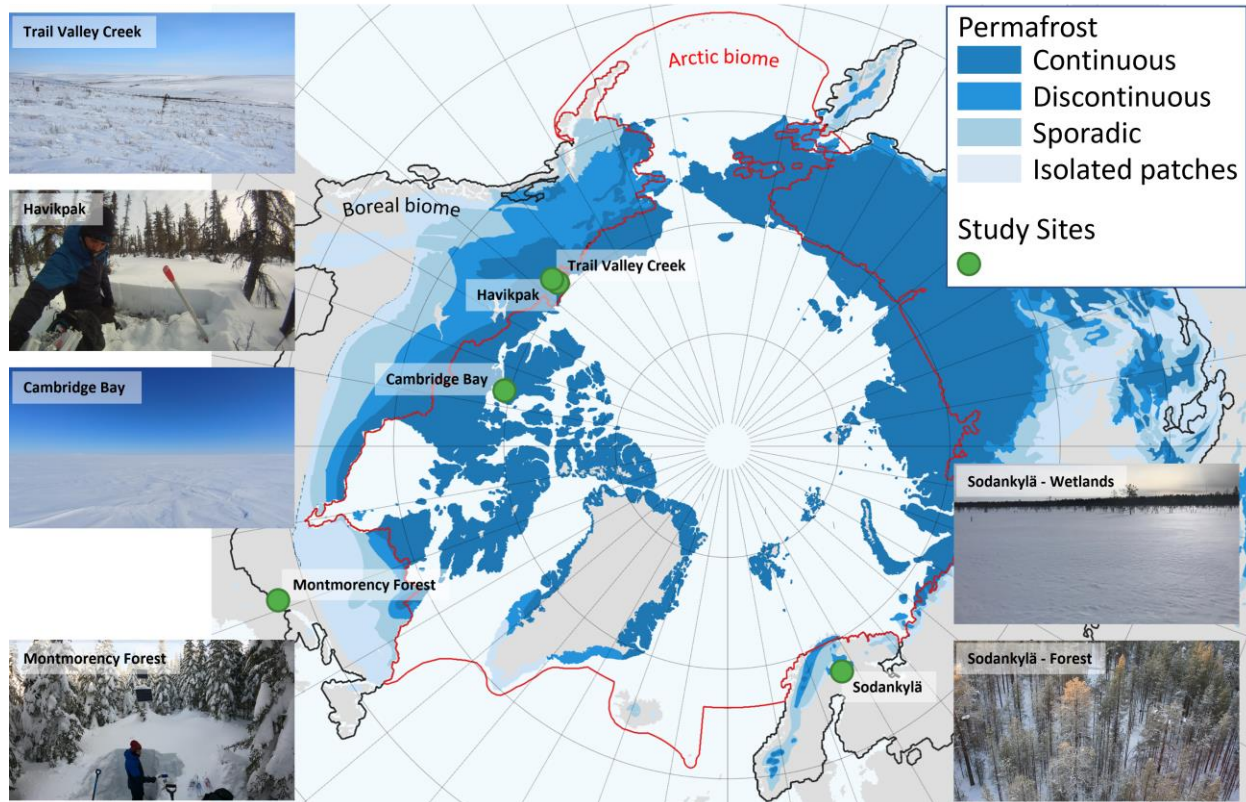 Trail Valley Creek
Havikpak
Cambridge Bay
Montmorency Forest
Arctic biome
Boreal biome
Trail Valley Creek
Havikpak
Cambridge Bay
Montmorency Forest
Sodankylä
Permafrost
Continuous
Discontinuous
Sporadic
Isolated patches
Study Sites
Sodankylä - Wetlands
Sodankylä - Forest